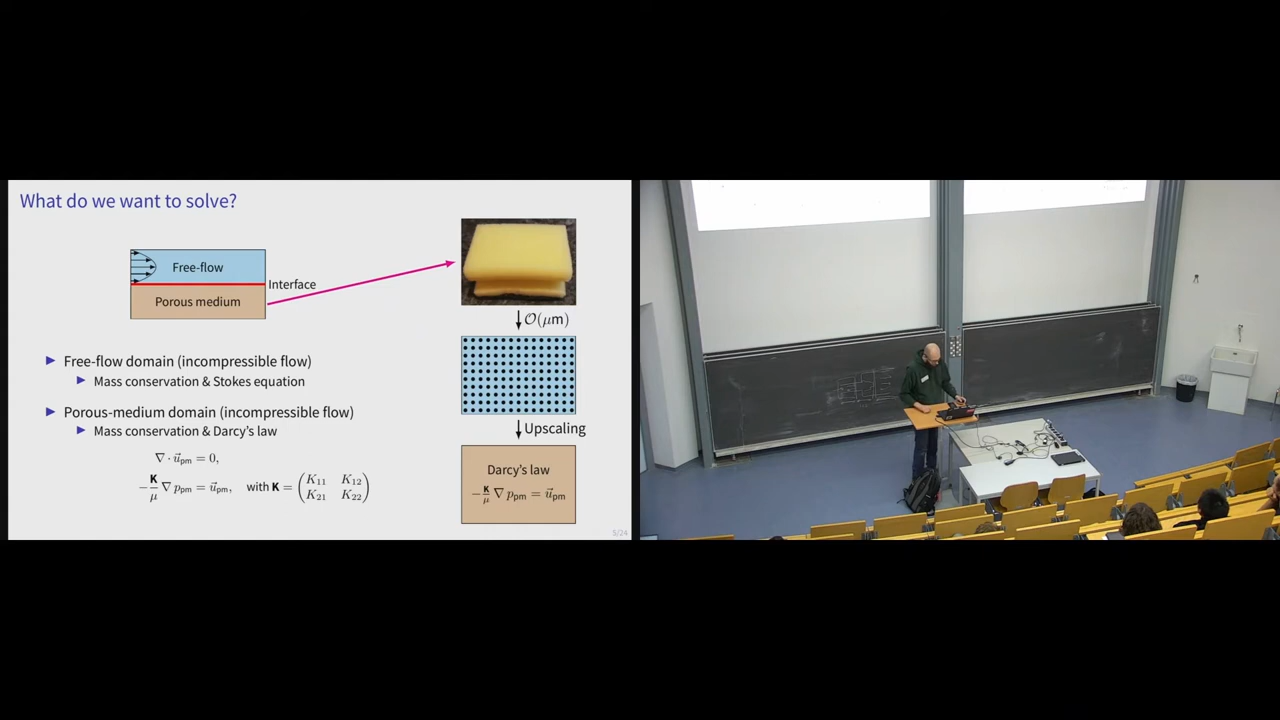 What do we want to solve?
Free-flow
Interface
Porous medium
𝒪(μm)
▶ Free-flow domain (incompressible flow)
▶ Mass conservation & Stokes equation
▶ Porous-medium domain (incompressible flow)
Upscaling
▶ Mass conservation & Darcy's law
∇ · u⃗pm = 0,
−K/μ ∇ ppm = u⃗pm, with K = (K11 K12
K21 K22)
Darcy's law
−K/μ ∇ ppm = u⃗pm
5/24